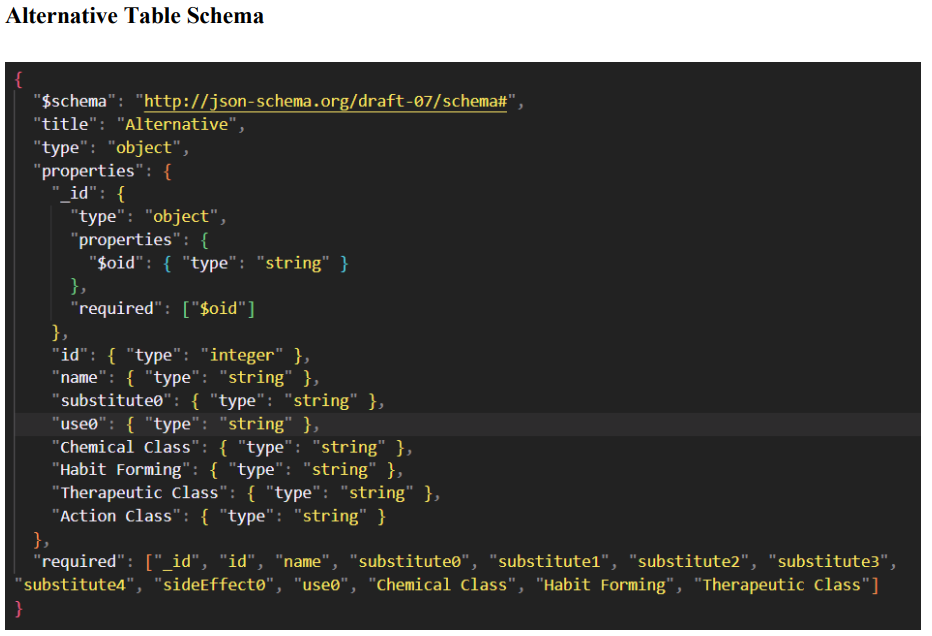 Alternative Table Schema
{
"$schema": "http://json-schema.org/draft-07/schema#",
"title": "Alternative",
"type": "object",
"properties": {
"_id": {
"type": "object",
"properties": {
"$oid": { "type": "string" }
},
"required": ["$oid"]
},
"id": { "type": "integer" },
"name": { "type": "string" },
"substitute0": { "type": "string" },
"use0": { "type": "string" },
"Chemical Class": { "type": "string" },
"Habit Forming": { "type": "string" },
"Therapeutic Class": { "type": "string" },
"Action Class": { "type": "string" }
},
"required": ["_id", "id", "name", "substitute0", "substitute1", "substitute2", "substitute3",
"substitute4", "sideEffect0", "use0", "Chemical Class", "Habit Forming", "Therapeutic Class"]
}